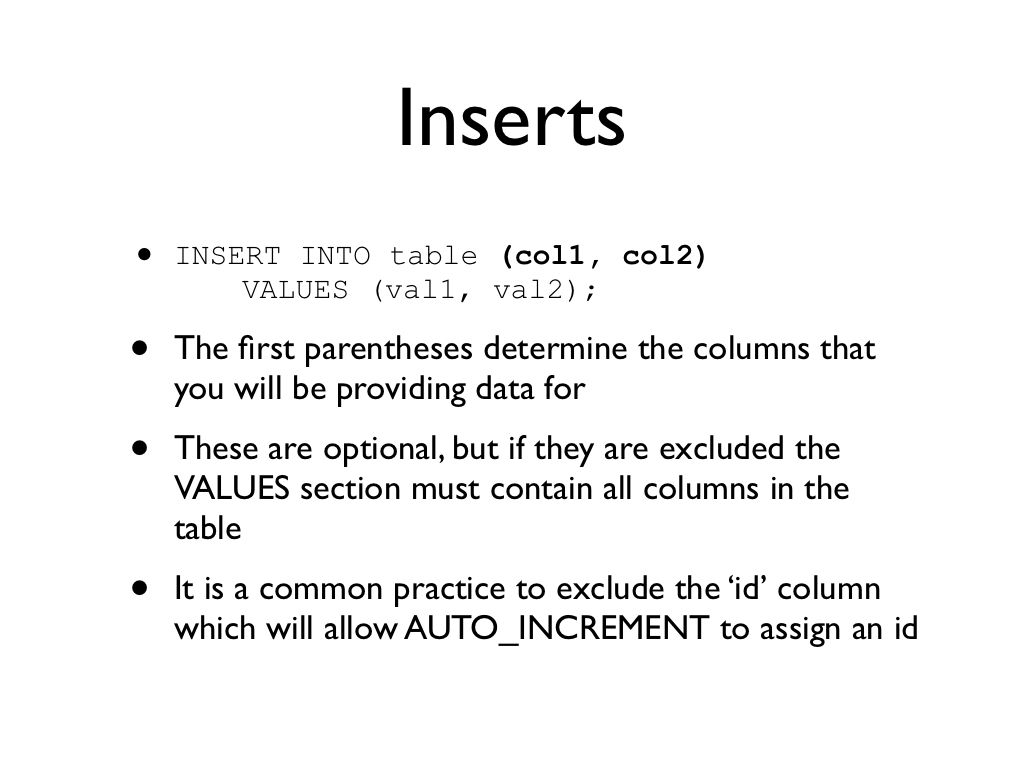 Inserts
• INSERT INTO table (col1, col2)
VALUES (val1, val2);
• The first parentheses determine the columns that
you will be providing data for
• These are optional, but if they are excluded the
VALUES section must contain all columns in the
table
• It is a common practice to exclude the ‘id’ column
which will allow AUTO_INCREMENT to assign an id